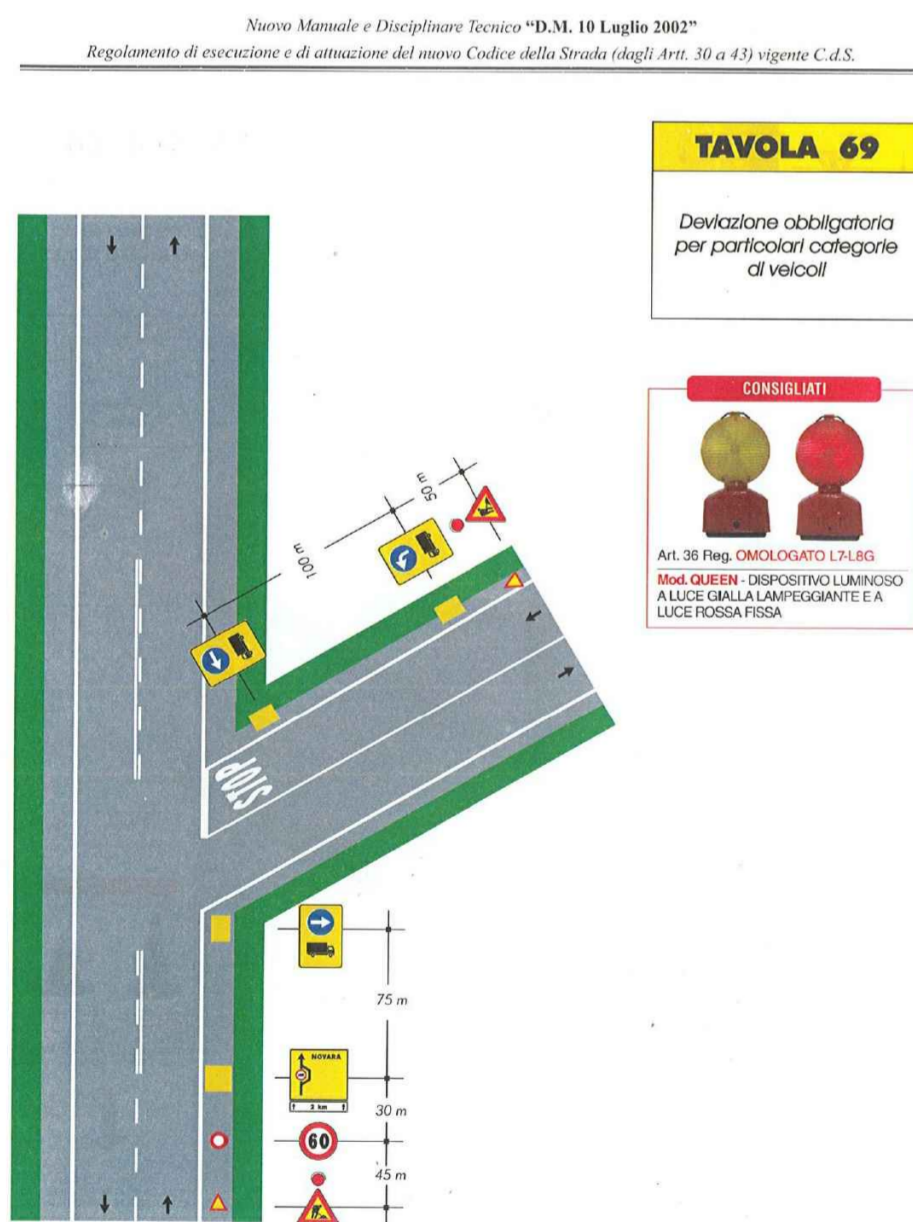 Nuovo Manuale e Disciplinare Tecnico "D.M. 10 Luglio 2002"
Regolamento di esecuzione e di attuazione del nuovo Codice della Strada (dagli Artt. 30 a 43) vigente C.d.S.
TAVOLA 69
Deviazione obbligatoria
per particolari categorie
di veicoli
CONSIGLIATI
Art. 36 Reg. OMOLOGATO L7-L8G
Mod. QUEEN - DISPOSITIVO LUMINOSO
A LUCE GIALLA LAMPEGGIANTE E A
LUCE ROSSA FISSA
50 m
100 m
STOP
75 m
NOVARA
3 km
30 m
60
45 m